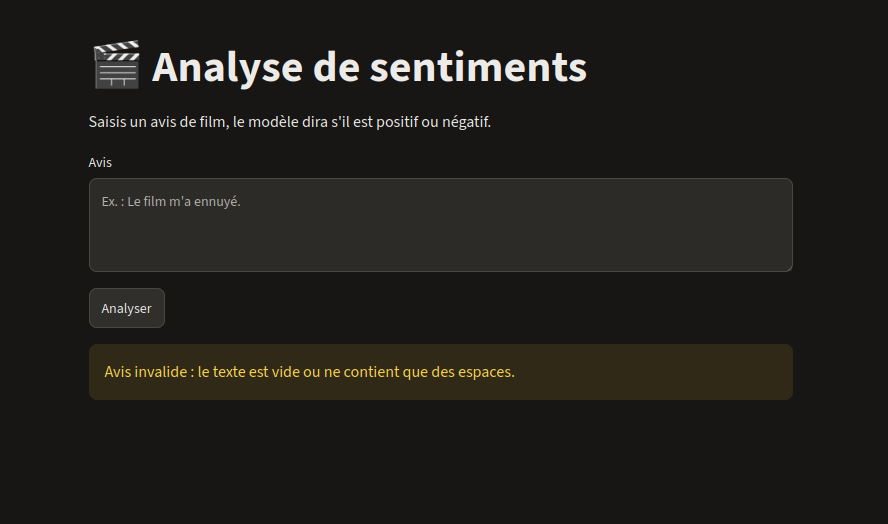 Analyse de sentiments
Saisis un avis de film, le modèle dira s'il est positif ou négatif.
Avis
Ex. : Le film m'a ennuyé.
Analyser
Avis invalide : le texte est vide ou ne contient que des espaces.